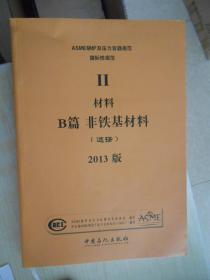 ASME锅炉及压力容器规范
国际性规范
II
材料
B篇 非铁基材料
(选择)
2013 版
ASME
中国石化出版社